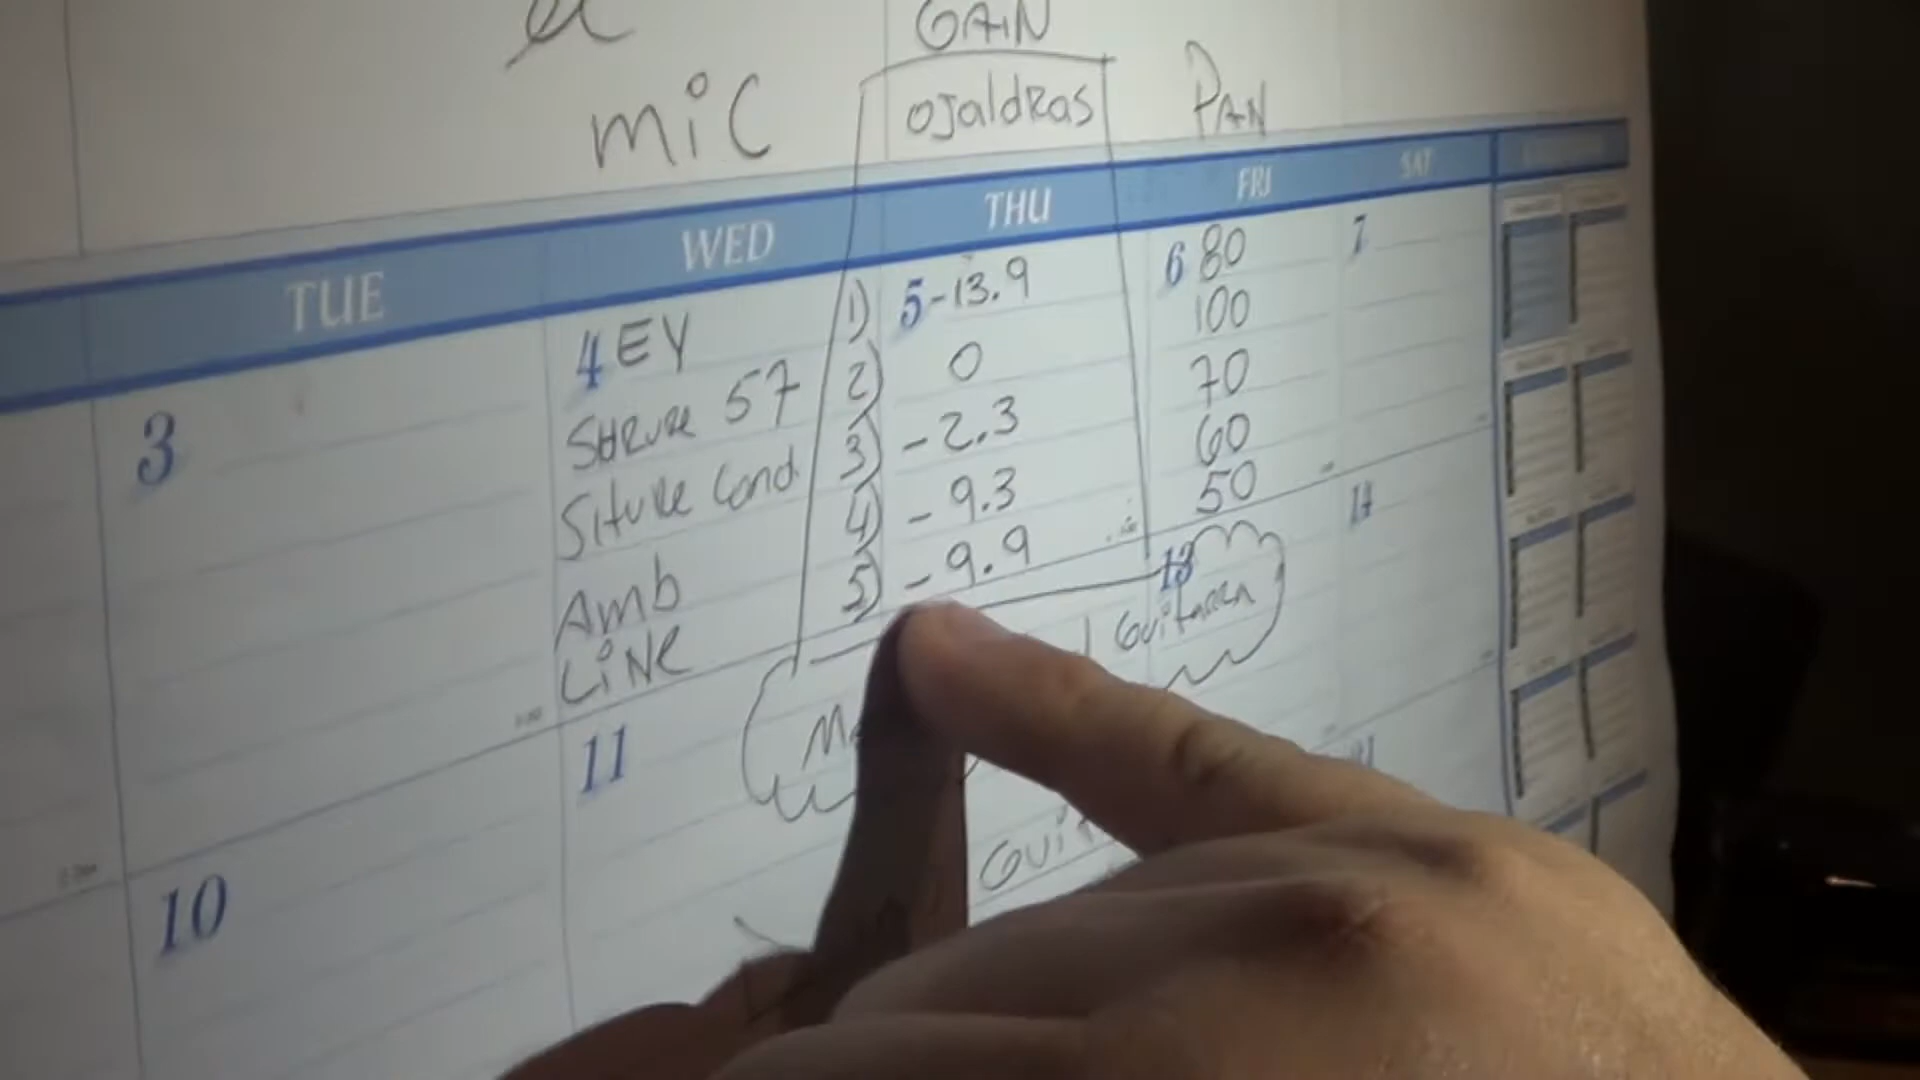 GAIN
mic ojaldras PAN
TUE WED THU FRI SAT
3
4 EV 1) 5 -13.9 6 80 7
SHRURE 57 2) 0 100
SHURE Cond. 3) -2.3 70
Amb 4) -9.3 60
LiNE 5) -9.9 50
10 11 13 14
Guitarra